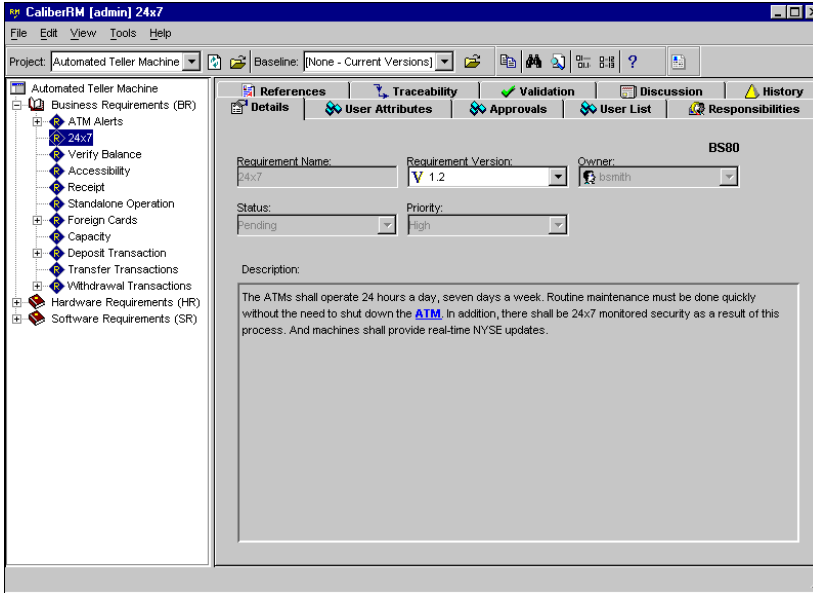 CaliberRM [admin] 24x7
File Edit View Tools Help
Project: Automated Teller Machine Baseline: [None - Current Versions] ?
Automated Teller Machine
Business Requirements (BR)
ATM Alerts
24x7
Verify Balance
Accessibility
Receipt
Standalone Operation
Foreign Cards
Capacity
Deposit Transaction
Transfer Transactions
Withdrawal Transactions
Hardware Requirements (HR)
Software Requirements (SR)
References Traceability Validation Discussion History
Details User Attributes Approvals User List Responsibilities
BS80
Requirement Name: Requirement Version: Owner:
24x7 V 1.2 bsmith
Status: Priority:
Pending High
Description:
The ATMs shall operate 24 hours a day, seven days a week. Routine maintenance must be done quickly
without the need to shut down the ATM. In addition, there shall be 24x7 monitored security as a result of this
process. And machines shall provide real-time NYSE updates.